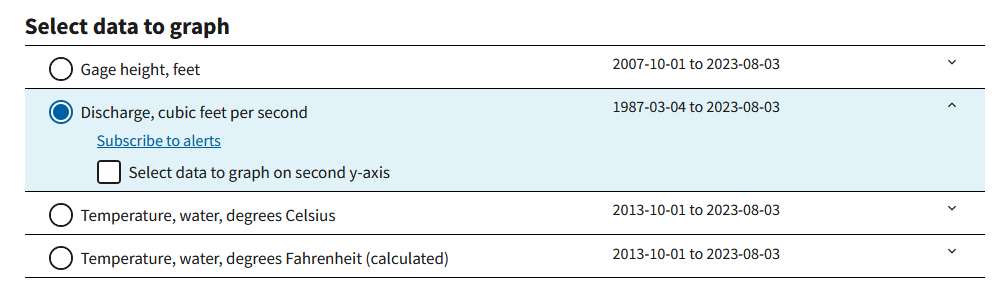 Select data to graph
Gage height, feet 2007-10-01 to 2023-08-03
Discharge, cubic feet per second 1987-03-04 to 2023-08-03
Subscribe to alerts
Select data to graph on second y-axis
Temperature, water, degrees Celsius 2013-10-01 to 2023-08-03
Temperature, water, degrees Fahrenheit (calculated) 2013-10-01 to 2023-08-03